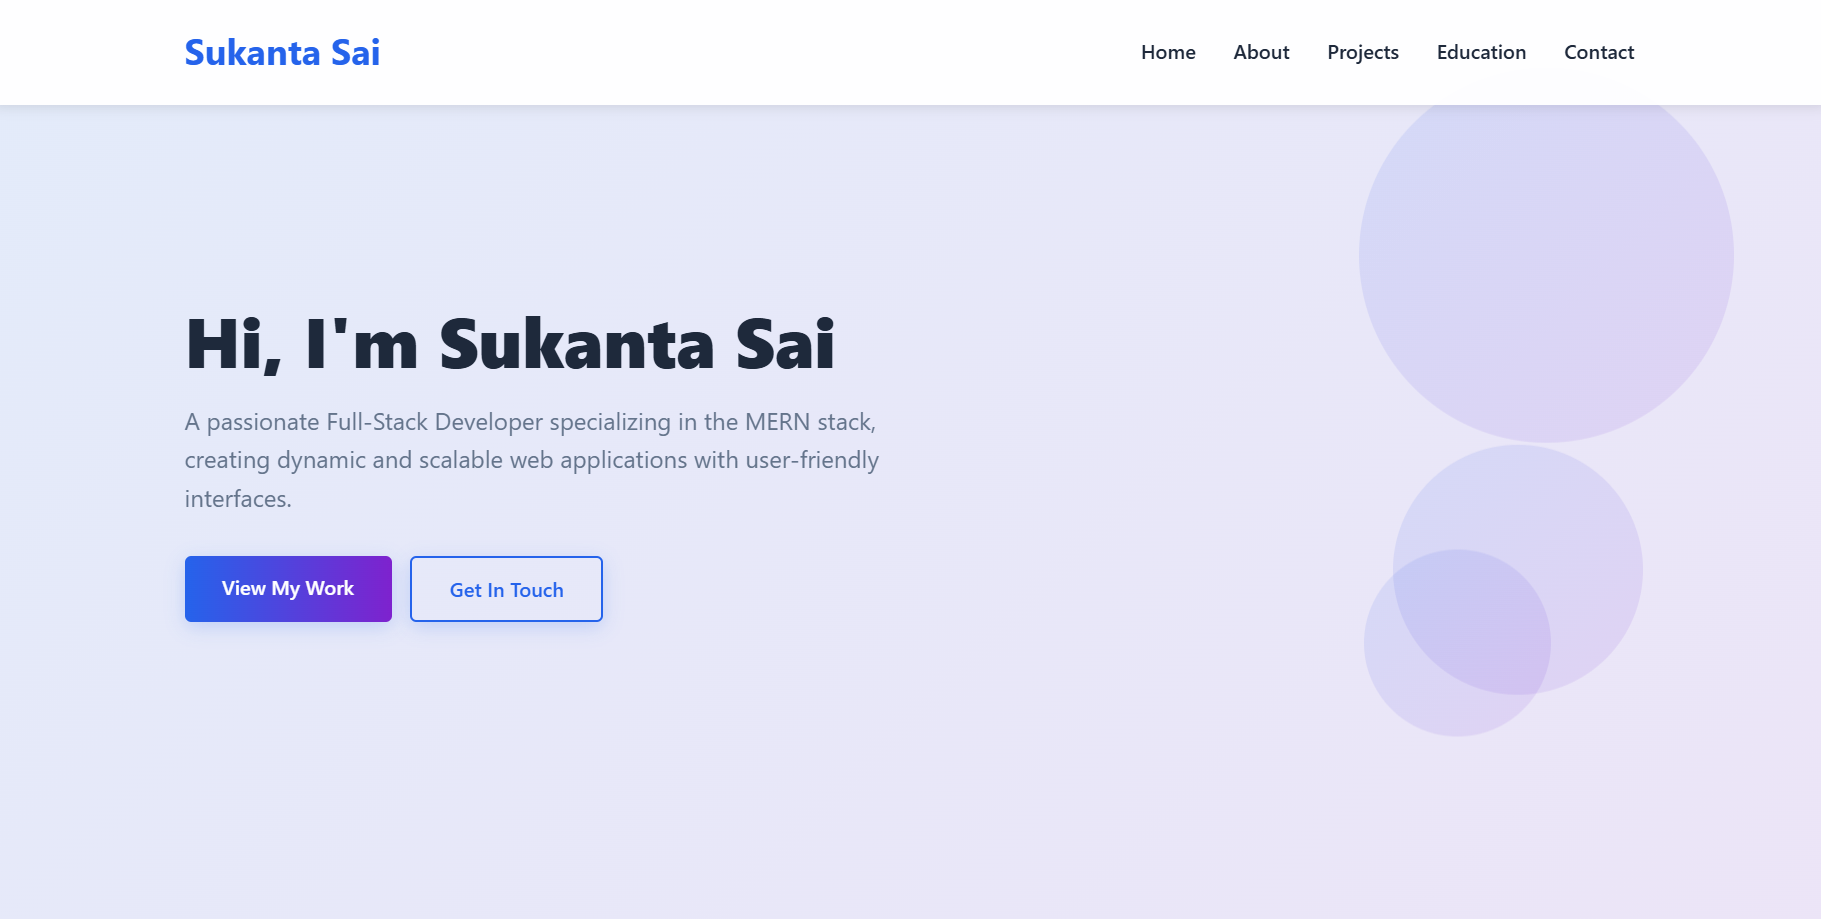 Sukanta Sai
Home About Projects Education Contact
Hi, I'm Sukanta Sai
A passionate Full-Stack Developer specializing in the MERN stack,
creating dynamic and scalable web applications with user-friendly
interfaces.
View My Work
Get In Touch